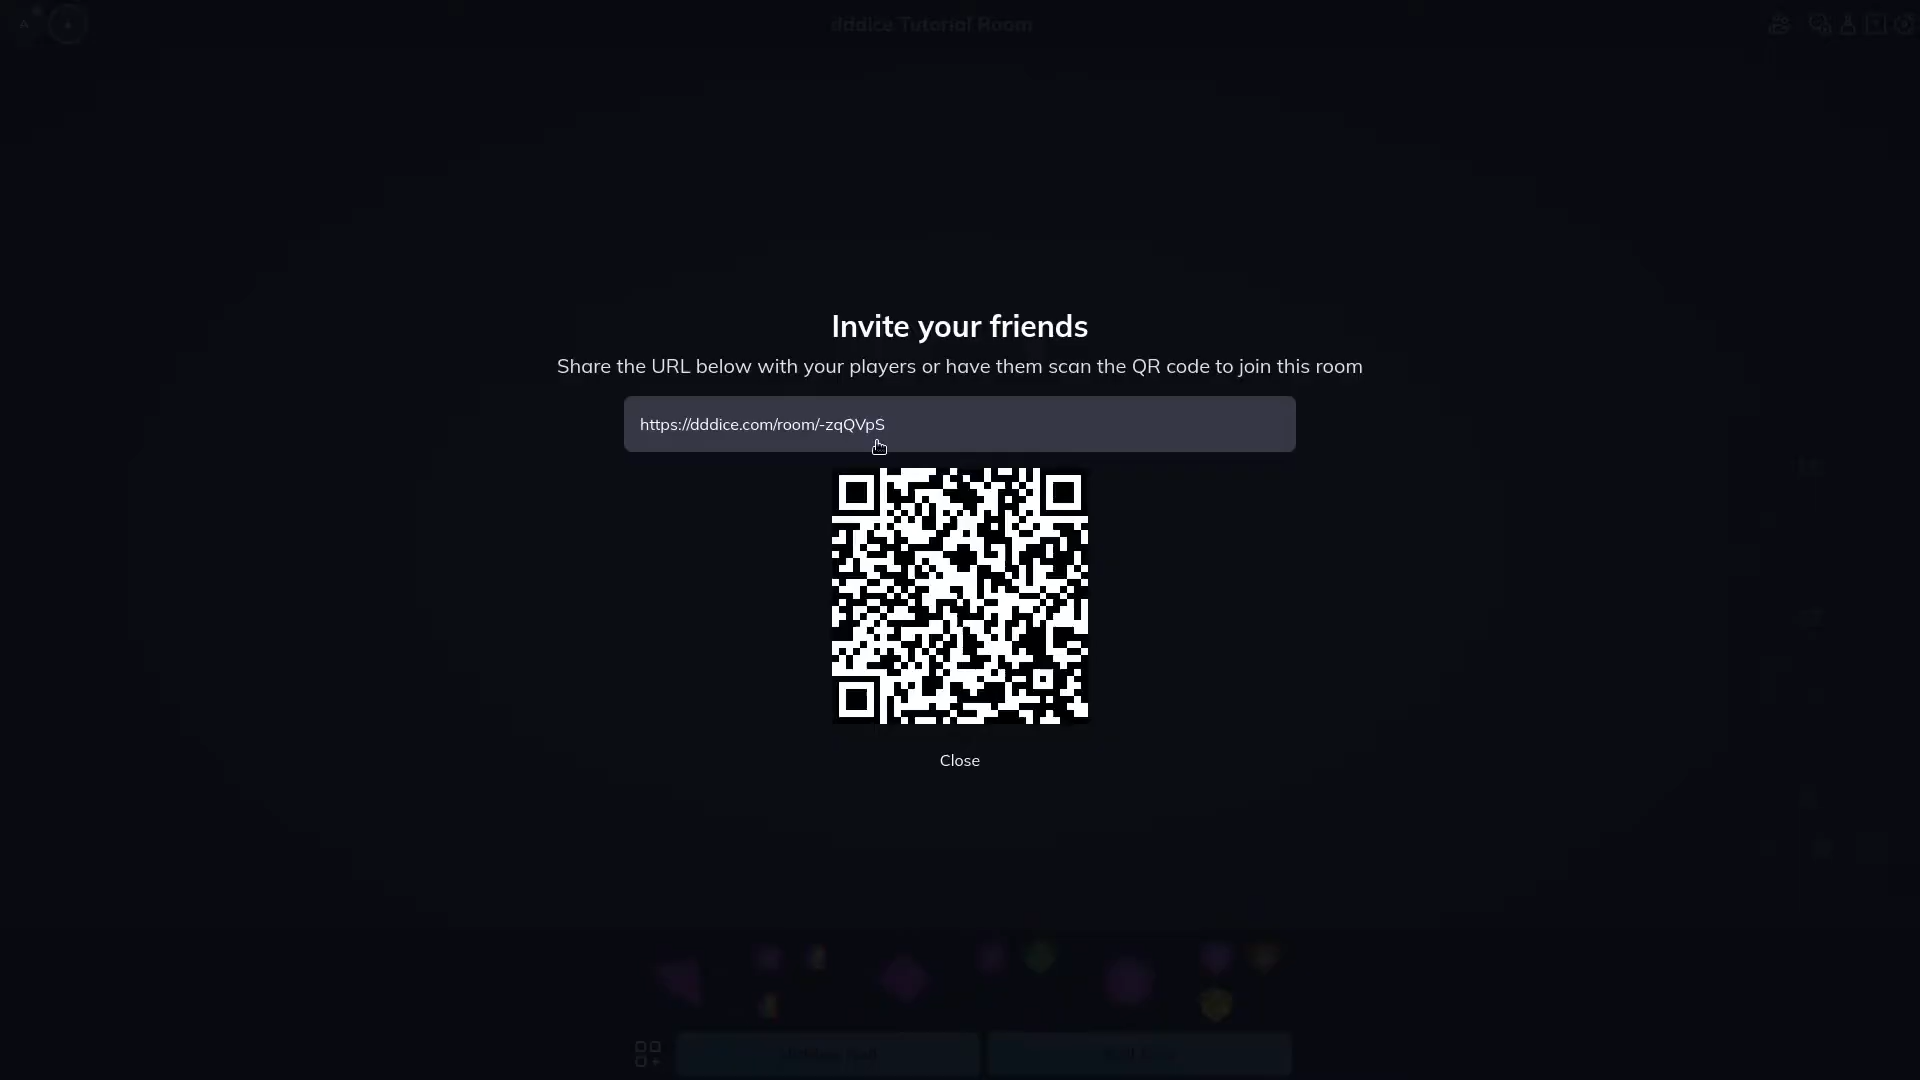 dddice Tutorial Room
Invite your friends
Share the URL below with your players or have them scan the QR code to join this room
https://dddice.com/room/-zqQVpS
Close